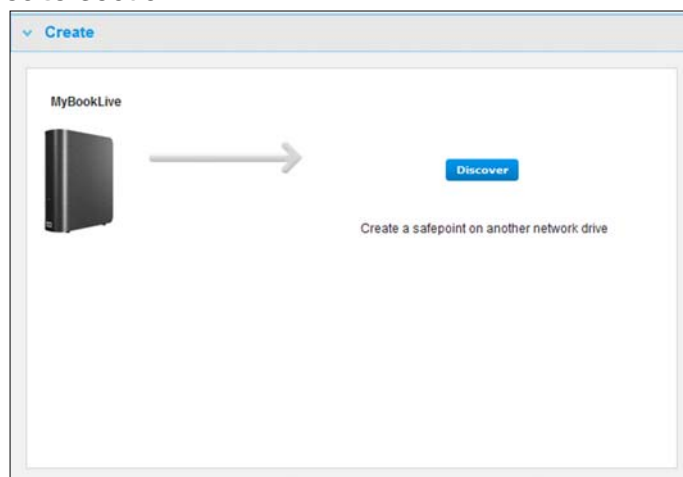 Create
MyBookLive
Discover
Create a safepoint on another network drive